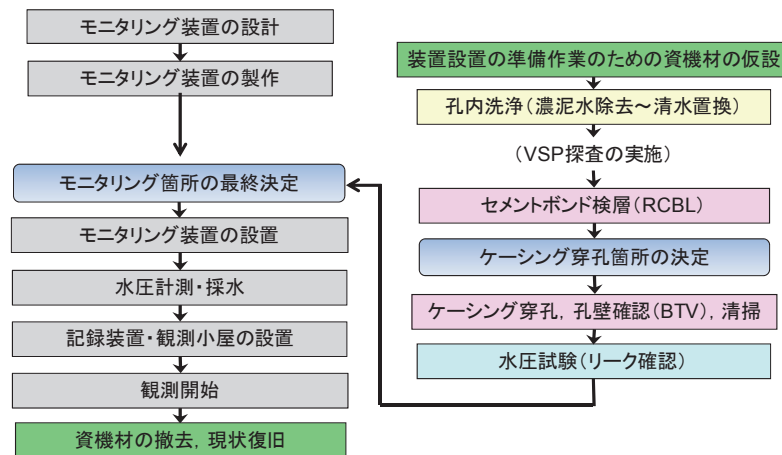 モニタリング装置の設計
モニタリング装置の製作
モニタリング箇所の最終決定
モニタリング装置の設置
水圧計測・採水
記録装置・観測小屋の設置
観測開始
資機材の撤去，現状復旧
装置設置の準備作業のための資機材の仮設
孔内洗浄（濃泥水除去～清水置換）
（VSP探査の実施）
セメントボンド検層（RCBL）
ケーシング穿孔箇所の決定
ケーシング穿孔，孔壁確認（BTV），清掃
水圧試験（リーク確認）